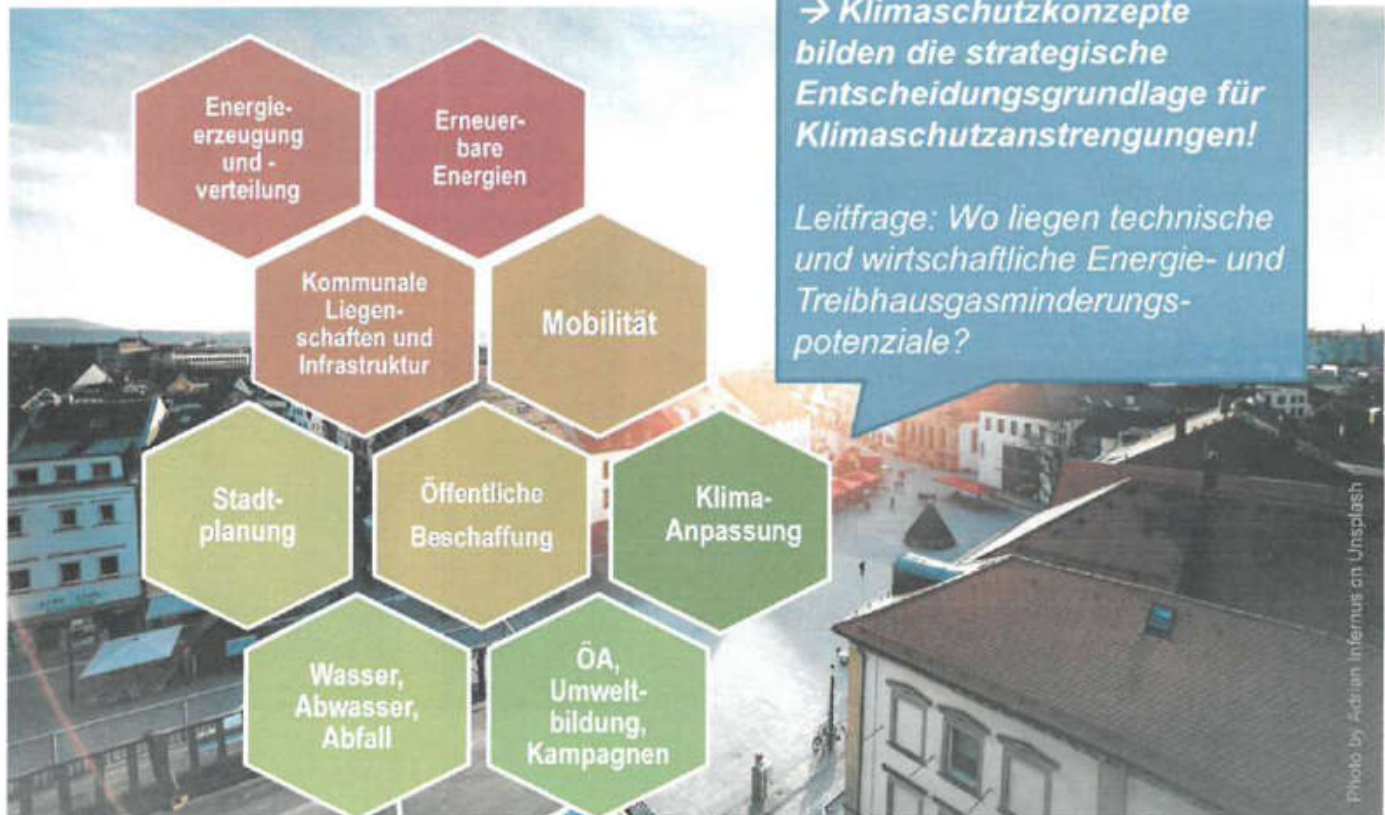 → Klimaschutzkonzepte
bilden die strategische
Entscheidungsgrundlage für
Klimaschutzanstrengungen!
Leitfrage: Wo liegen technische
und wirtschaftliche Energie- und
Treibhausgasminderungs-
potenziale?
Energie-
erzeugung
und -
verteilung
Erneuer-
bare
Energien
Kommunale
Liegen-
schaften und
Infrastruktur
Mobilität
Stadt-
planung
Öffentliche
Beschaffung
Klima-
Anpassung
Wasser,
Abwasser,
Abfall
ÖA,
Umwelt-
bildung,
Kampagnen
Photo by Adrian Infernus on Unsplash